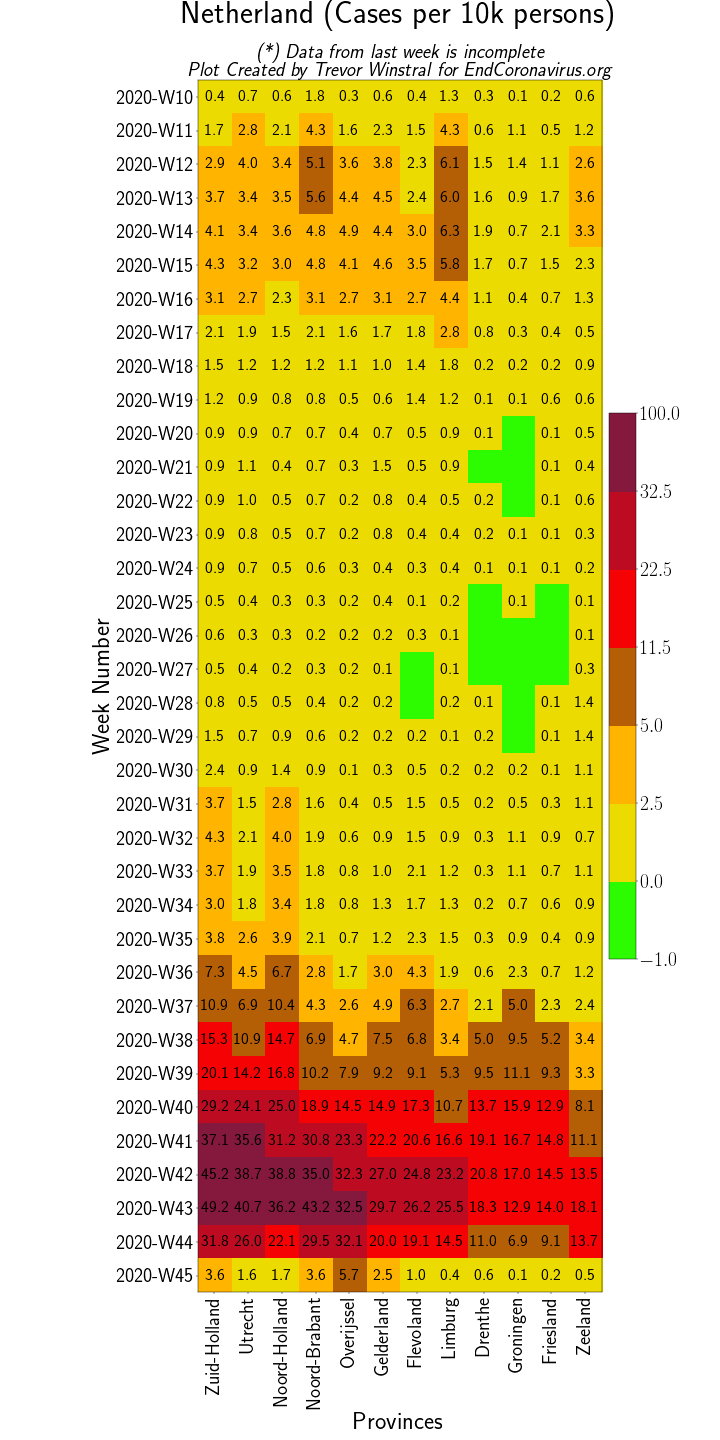 Netherland (Cases per 10k persons)
(*) Data from last week is incomplete
Plot Created by Trevor Winstral for EndCoronavirus.org
2020-W10 0.4 0.7 0.6 1.8 0.3 0.6 0.4 1.3 0.3 0.1 0.2 0.6
2020-W11 1.7 2.8 2.1 4.3 1.6 2.3 1.5 4.3 0.6 1.1 0.5 1.2
2020-W12 2.9 4.0 3.4 5.1 3.6 3.8 2.3 6.1 1.5 1.4 1.1 2.6
2020-W13 3.7 3.4 3.5 5.6 4.4 4.5 2.4 6.0 1.6 0.9 1.7 3.6
2020-W14 4.1 3.4 3.6 4.8 4.9 4.4 3.0 6.3 1.9 0.7 2.1 3.3
2020-W15 4.3 3.2 3.0 4.8 4.1 4.6 3.5 5.8 1.7 0.7 1.5 2.3
2020-W16 3.1 2.7 2.3 3.1 2.7 3.1 2.7 4.4 1.1 0.4 0.7 1.3
2020-W17 2.1 1.9 1.5 2.1 1.6 1.7 1.8 2.8 0.8 0.3 0.4 0.5
2020-W18 1.5 1.2 1.2 1.2 1.1 1.0 1.4 1.8 0.2 0.2 0.2 0.9
2020-W19 1.2 0.9 0.8 0.8 0.5 0.6 1.4 1.2 0.1 0.1 0.6 0.6
2020-W20 0.9 0.9 0.7 0.7 0.4 0.7 0.5 0.9 0.1 0.1 0.5
2020-W21 0.9 1.1 0.4 0.7 0.3 1.5 0.5 0.9 0.1 0.4
2020-W22 0.9 1.0 0.5 0.7 0.2 0.8 0.4 0.5 0.2 0.1 0.6
2020-W23 0.9 0.8 0.5 0.7 0.2 0.8 0.4 0.4 0.2 0.1 0.1 0.3
2020-W24 0.9 0.7 0.5 0.6 0.3 0.4 0.3 0.4 0.1 0.1 0.1 0.2
2020-W25 0.5 0.4 0.3 0.3 0.2 0.4 0.1 0.2 0.1 0.1
2020-W26 0.6 0.3 0.3 0.2 0.2 0.2 0.3 0.1 0.1
2020-W27 0.5 0.4 0.2 0.3 0.2 0.1 0.1 0.3
2020-W28 0.8 0.5 0.5 0.4 0.2 0.2 0.2 0.1 0.1 1.4
2020-W29 1.5 0.7 0.9 0.6 0.2 0.2 0.2 0.1 0.2 0.1 1.4
2020-W30 2.4 0.9 1.4 0.9 0.1 0.3 0.5 0.2 0.2 0.2 0.1 1.1
2020-W31 3.7 1.5 2.8 1.6 0.4 0.5 1.5 0.5 0.2 0.5 0.3 1.1
2020-W32 4.3 2.1 4.0 1.9 0.6 0.9 1.5 0.9 0.3 1.1 0.9 0.7
2020-W33 3.7 1.9 3.5 1.8 0.8 1.0 2.1 1.2 0.3 1.1 0.7 1.1
2020-W34 3.0 1.8 3.4 1.8 0.8 1.3 1.7 1.3 0.2 0.7 0.6 0.9
2020-W35 3.8 2.6 3.9 2.1 0.7 1.2 2.3 1.5 0.3 0.9 0.4 0.9
2020-W36 7.3 4.5 6.7 2.8 1.7 3.0 4.3 1.9 0.6 2.3 0.7 1.2
2020-W37 10.9 6.9 10.4 4.3 2.6 4.9 6.3 2.7 2.1 5.0 2.3 2.4
2020-W38 15.3 10.9 14.7 6.9 4.7 7.5 6.8 3.4 5.0 9.5 5.2 3.4
2020-W39 20.1 14.2 16.8 10.2 7.9 9.2 9.1 5.3 9.5 11.1 9.3 3.3
2020-W40 29.2 24.1 25.0 18.9 14.5 14.9 17.3 10.7 13.7 15.9 12.9 8.1
2020-W41 37.1 35.6 31.2 30.8 23.3 22.2 20.6 16.6 19.1 16.7 14.8 11.1
2020-W42 45.2 38.7 38.8 35.0 32.3 27.0 24.8 23.2 20.8 17.0 14.5 13.5
2020-W43 49.2 40.7 36.2 43.2 32.5 29.7 26.2 25.5 18.3 12.9 14.0 18.1
2020-W44 31.8 26.0 22.1 29.5 32.1 20.0 19.1 14.5 11.0 6.9 9.1 13.7
2020-W45 3.6 1.6 1.7 3.6 5.7 2.5 1.0 0.4 0.6 0.1 0.2 0.5
Week Number
Zuid-Holland
Utrecht
Noord-Holland
Noord-Brabant
Overijssel
Gelderland
Flevoland
Limburg
Drenthe
Groningen
Friesland
Zeeland
Provinces
100.0
32.5
22.5
11.5
5.0
2.5
0.0
−1.0